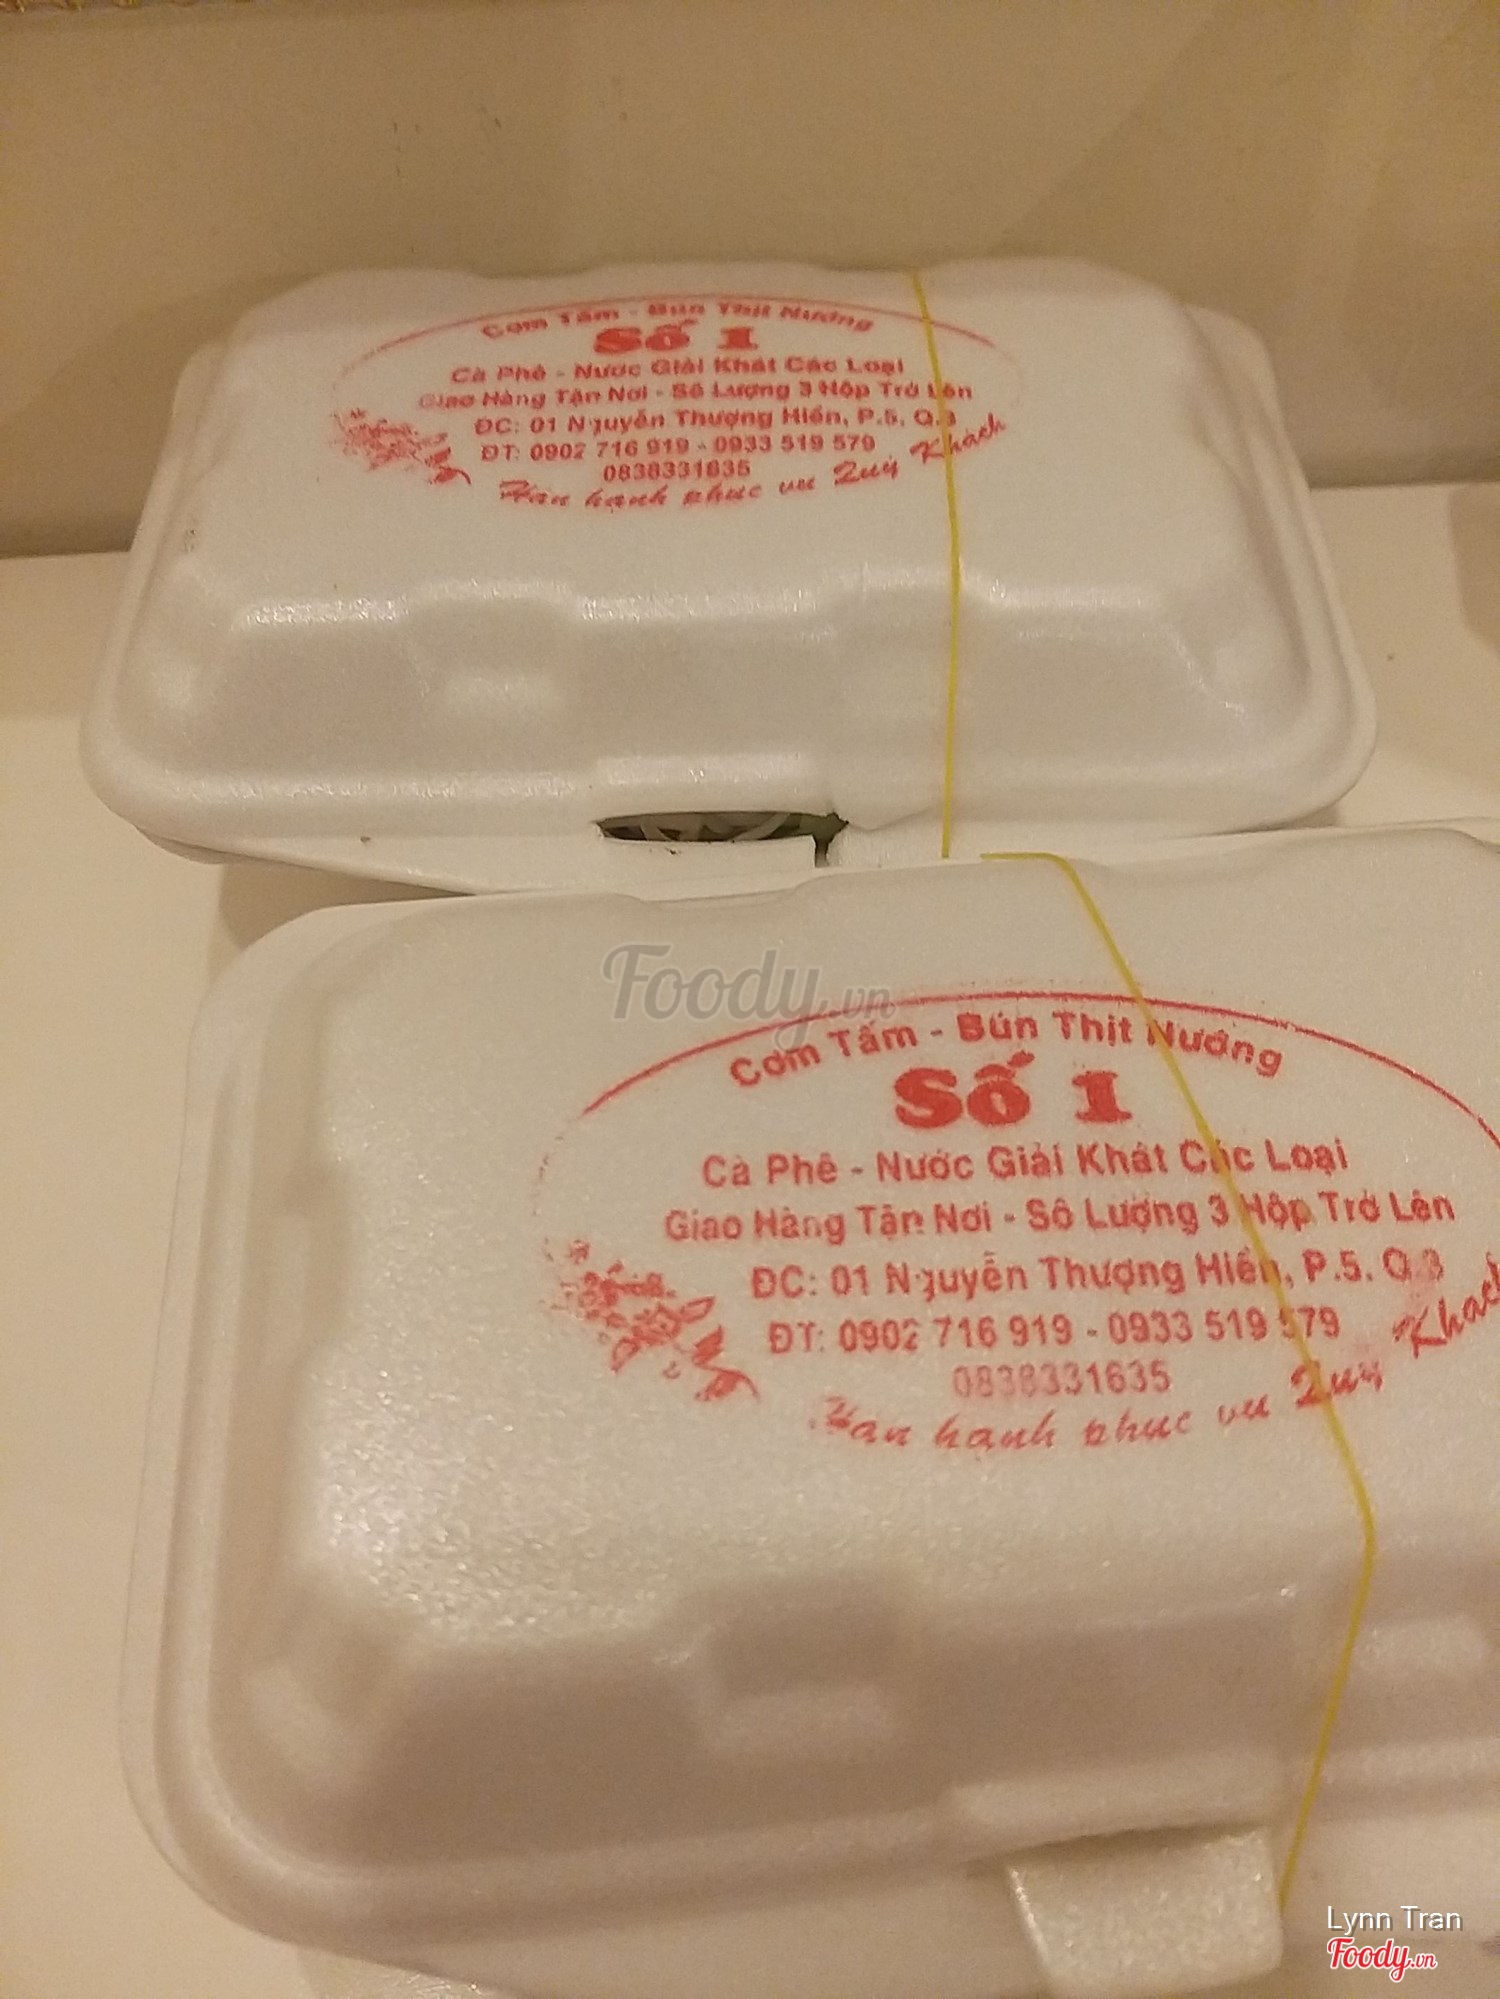 Cơm Tấm - Bún Thịt Nướng
Số 1
Cà Phê - Nước Giải Khát Các Loại
Giao Hàng Tận Nơi - Số Lượng 3 Hộp Trở Lên
ĐC: 01 Nguyễn Thượng Hiền, P.5, Q.3
ĐT: 0902 716 919 - 0933 519 579
0838331635
Hân hạnh phục vụ Quý Khách
Foody.vn
Cơm Tấm - Bún Thịt Nướng
Số 1
Cà Phê - Nước Giải Khát Các Loại
Giao Hàng Tận Nơi - Số Lượng 3 Hộp Trở Lên
ĐC: 01 Nguyễn Thượng Hiền, P.5, Q.3
ĐT: 0902 716 919 - 0933 519 579
0838331635
Hân hạnh phục vụ Quý Khách
Lynn Tran
Foody.vn